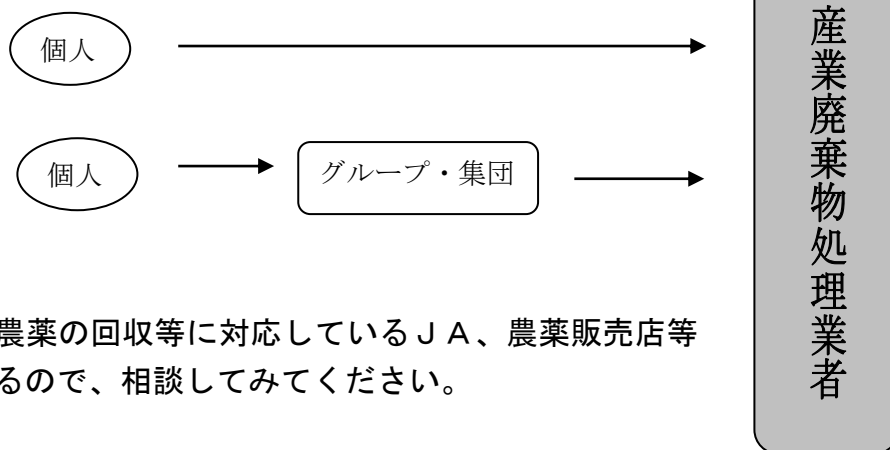 個人
個人
グループ・集団
産業廃棄物処理業者
農薬の回収等に対応しているＪＡ、農薬販売店等
るので、相談してみてください。